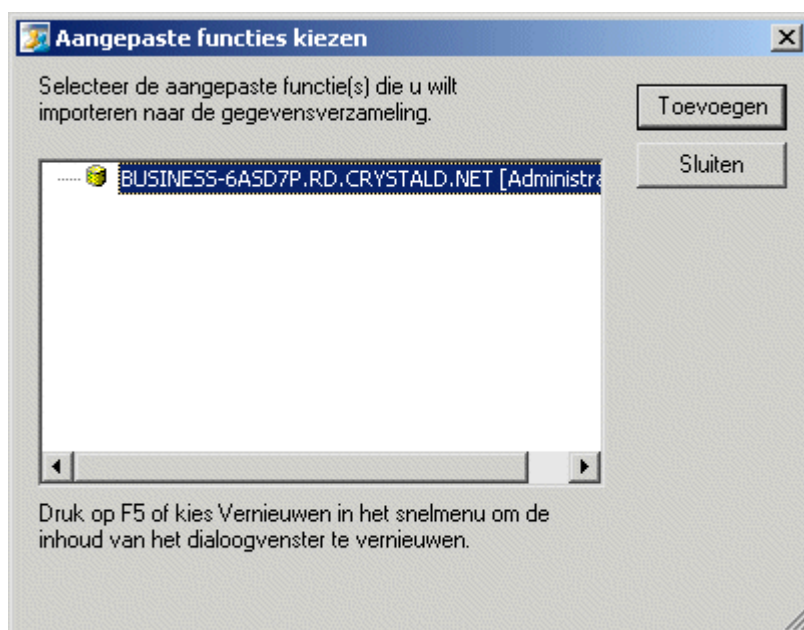 Aangepaste functies kiezen
Selecteer de aangepaste functie(s) die u wilt
importeren naar de gegevensverzameling.
Toevoegen
Sluiten
BUSINESS-6ASD7P.RD.CRYSTALD.NET [Administra
Druk op F5 of kies Vernieuwen in het snelmenu om de
inhoud van het dialoogvenster te vernieuwen.